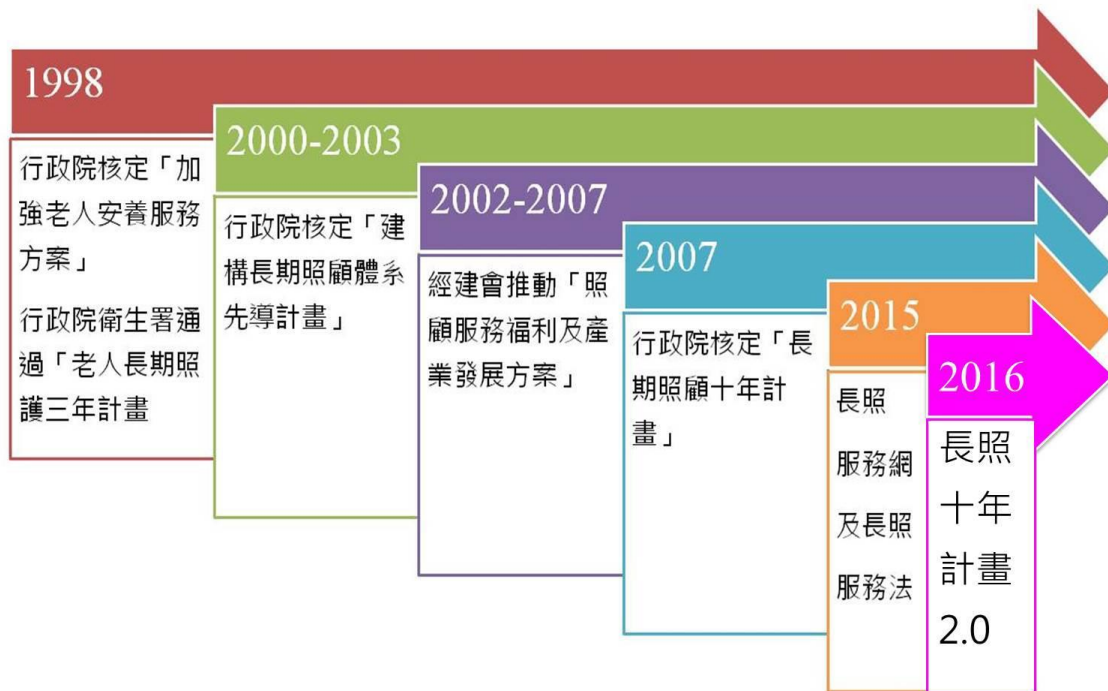 1998
行政院核定「加
強老人安養服務
方案」
行政院衛生署通
過「老人長期照
護三年計畫
2000-2003
行政院核定「建
構長期照顧體系
先導計畫」
2002-2007
經建會推動「照
顧服務福利及產
業發展方案」
2007
行政院核定「長
期照顧十年計
畫」
2015
長照
服務網
及長照
服務法
2016
長照
十年
計畫
2.0